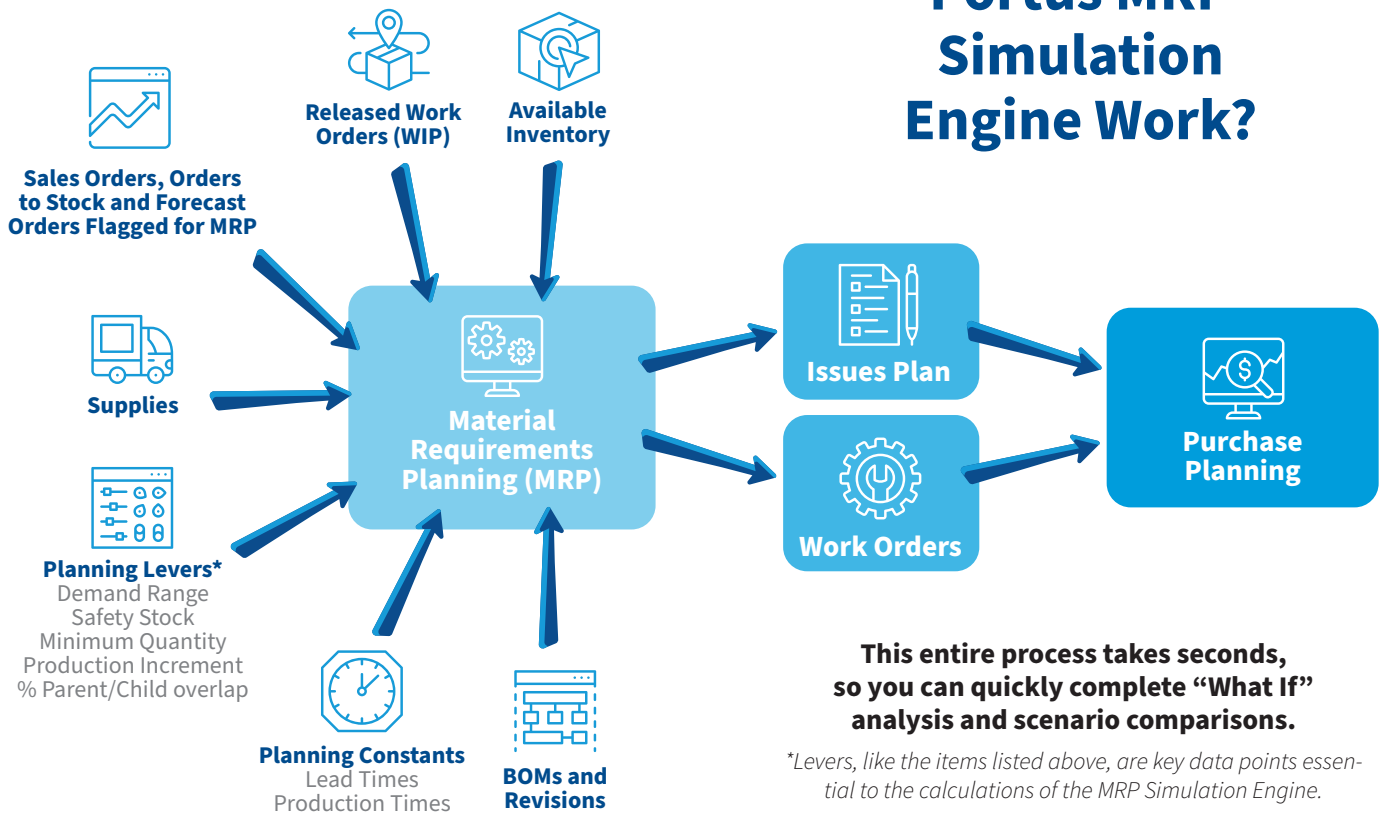 Portus MRP
Simulation
Engine Work?
Released Work
Orders (WIP)
Available
Inventory
Sales Orders, Orders
to Stock and Forecast
Orders Flagged for MRP
Supplies
Planning Levers*
Demand Range
Safety Stock
Minimum Quantity
Production Increment
% Parent/Child overlap
Planning Constants
Lead Times
Production Times
BOMs and
Revisions
Material
Requirements
Planning (MRP)
Issues Plan
Work Orders
$
Purchase
Planning
This entire process takes seconds,
so you can quickly complete “What If”
analysis and scenario comparisons.
*Levers, like the items listed above, are key data points essen-
tial to the calculations of the MRP Simulation Engine.